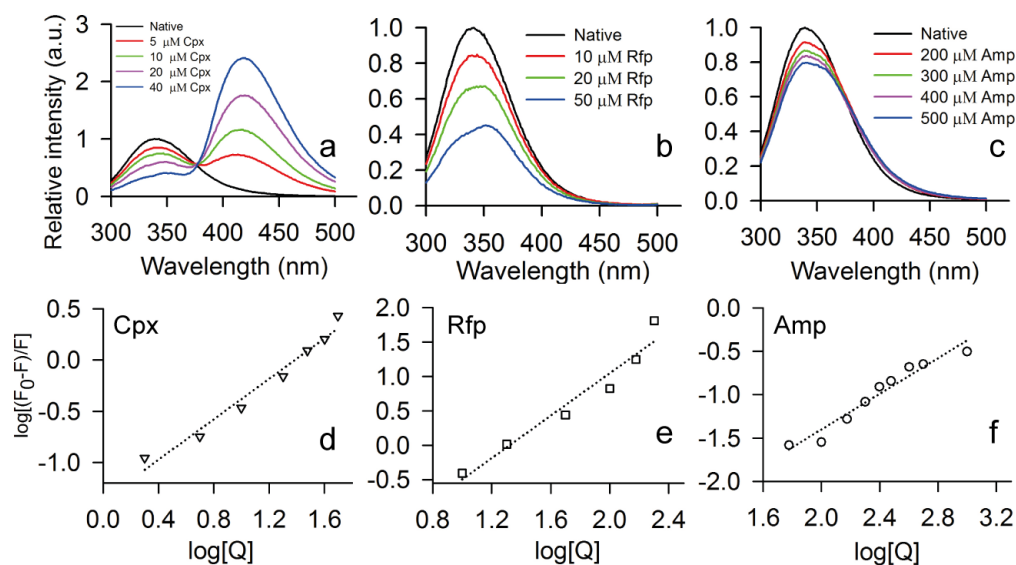 Relative intensity (a.u.)
3
2
1
0
Native
5 μM Cpx
10 μM Cpx
20 μM Cpx
40 μM Cpx
a
300 350 400 450 500
Wavelength (nm)
1.0
0.8
0.6
0.4
0.2
0.0
Native
10 μM Rfp
20 μM Rfp
50 μM Rfp
b
300 350 400 450 500
Wavelength (nm)
1.0
0.8
0.6
0.4
0.2
0.0
Native
200 μM Amp
300 μM Amp
400 μM Amp
500 μM Amp
c
300 350 400 450 500
Wavelength (nm)
log[(F0-F)/F]
0.5
0.0
-0.5
-1.0
Cpx
d
0.0 0.4 0.8 1.2 1.6
log[Q]
2.0
1.5
1.0
0.5
0.0
-0.5
Rfp
e
0.8 1.2 1.6 2.0 2.4
log[Q]
0.0
-0.5
-1.0
-1.5
-2.0
Amp
f
1.6 2.0 2.4 2.8 3.2
log[Q]